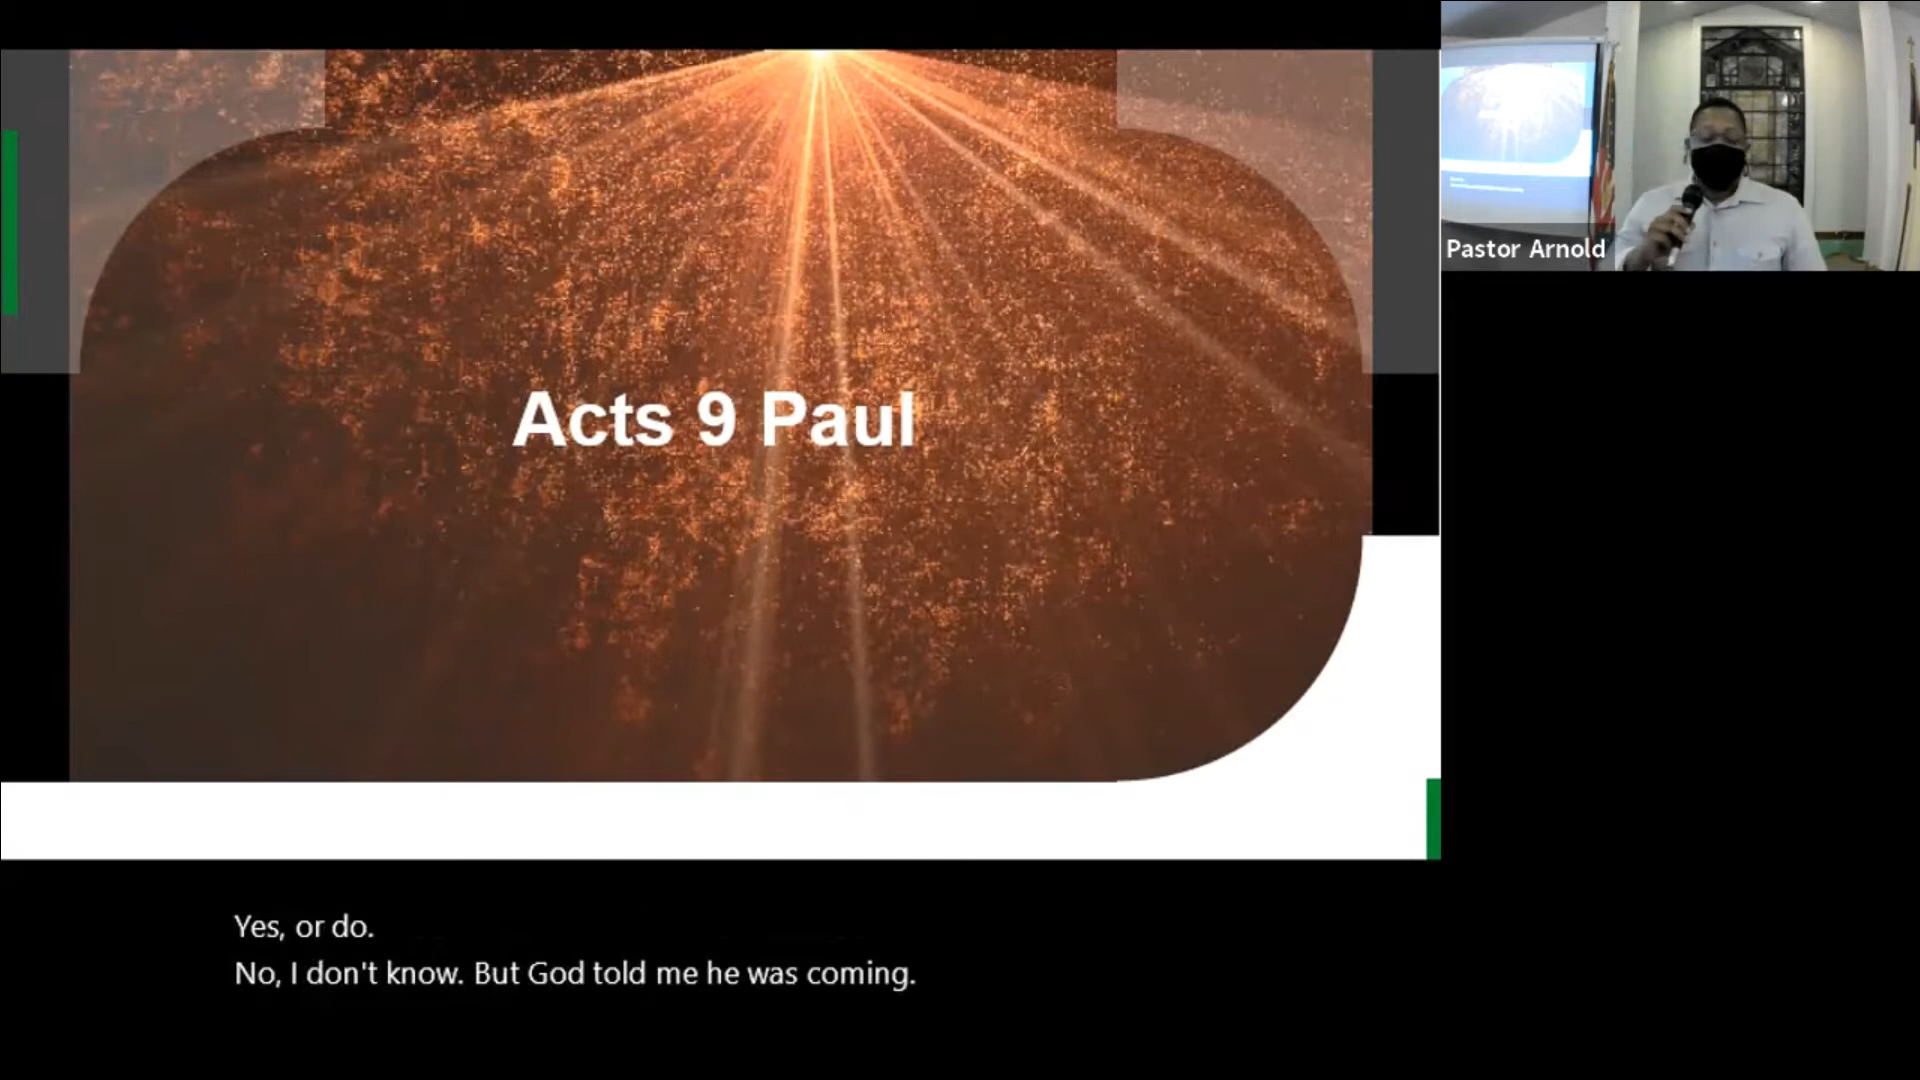 Acts 9 Paul
Pastor Arnold
Yes, or do.
No, I don't know. But God told me he was coming.